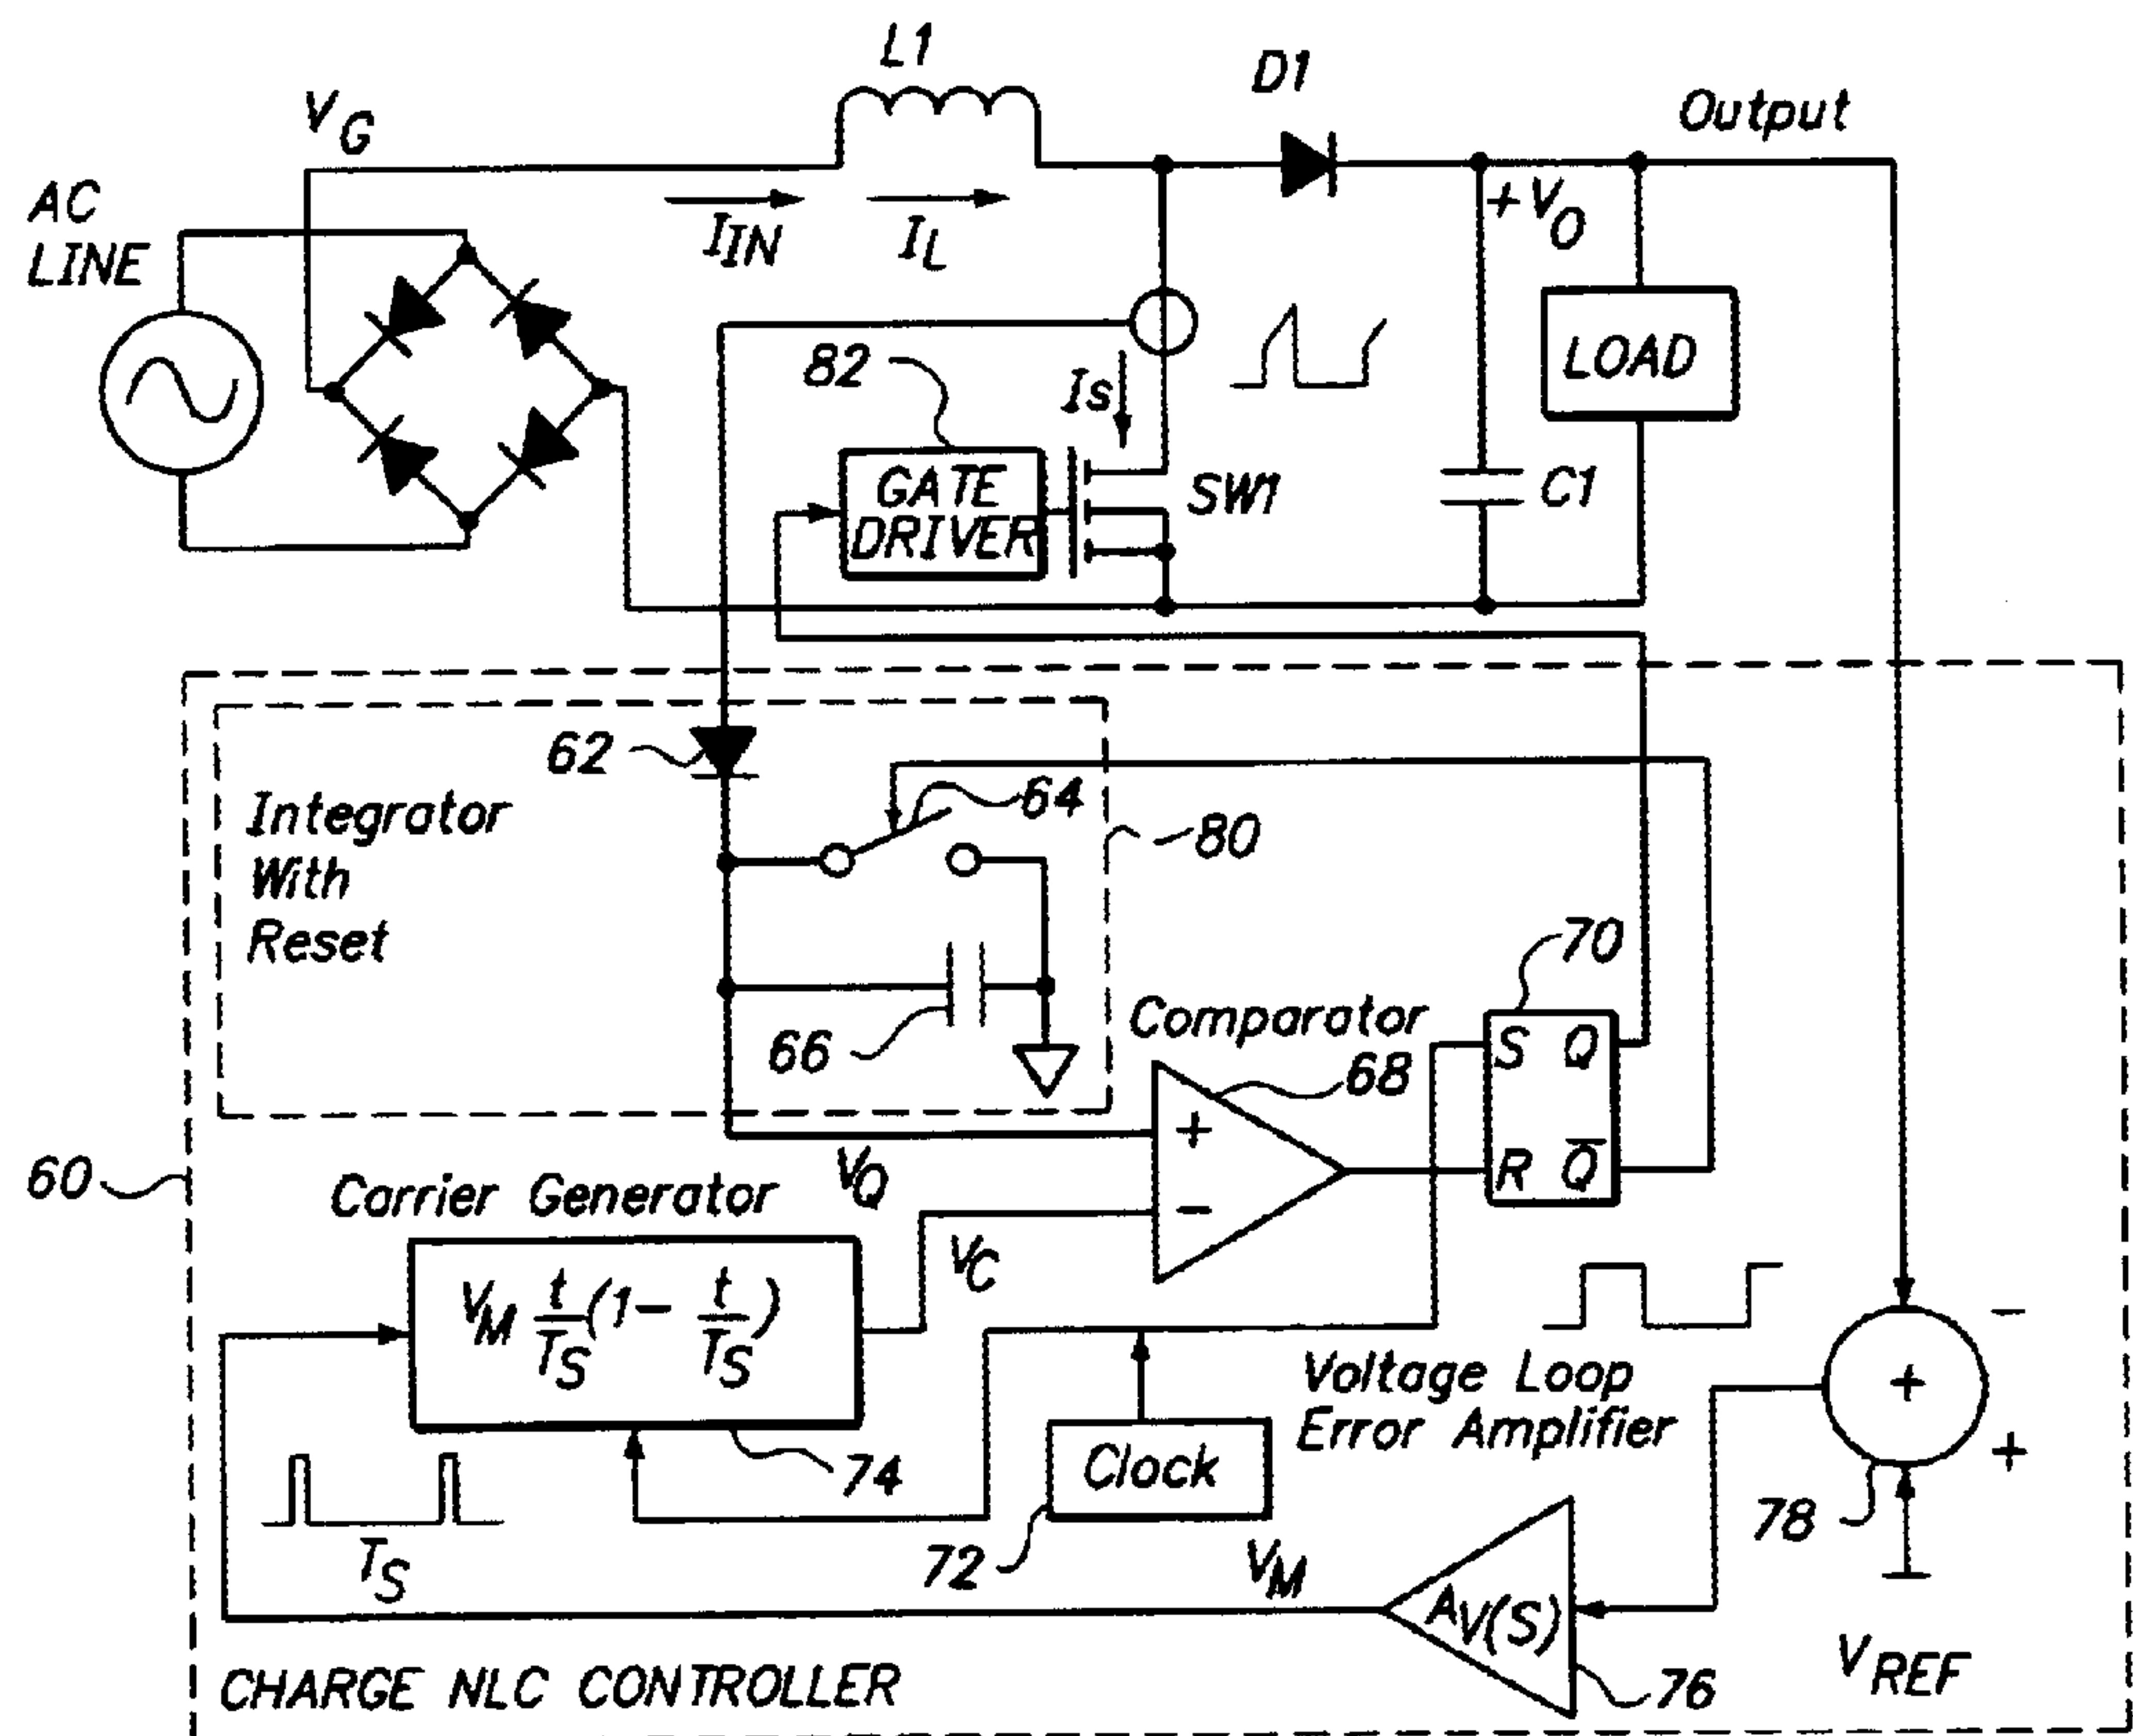 L1
D1
Output
V_G
AC
LINE
I_IN
I_L
+V_O
LOAD
82
I_S
GATE
DRIVER
SW1
C1
62
64
80
Integrator
With
Reset
66
Comparator
68
70
S Q
R Q̅
+
−
60
V_Q
V_C
Carrier Generator
V_M t/T_S (1− t/T_S)
74
Clock
72
Voltage Loop
Error Amplifier
−
+
+
78
T_S
V_M
A_V(S)
76
V_REF
CHARGE NLC CONTROLLER